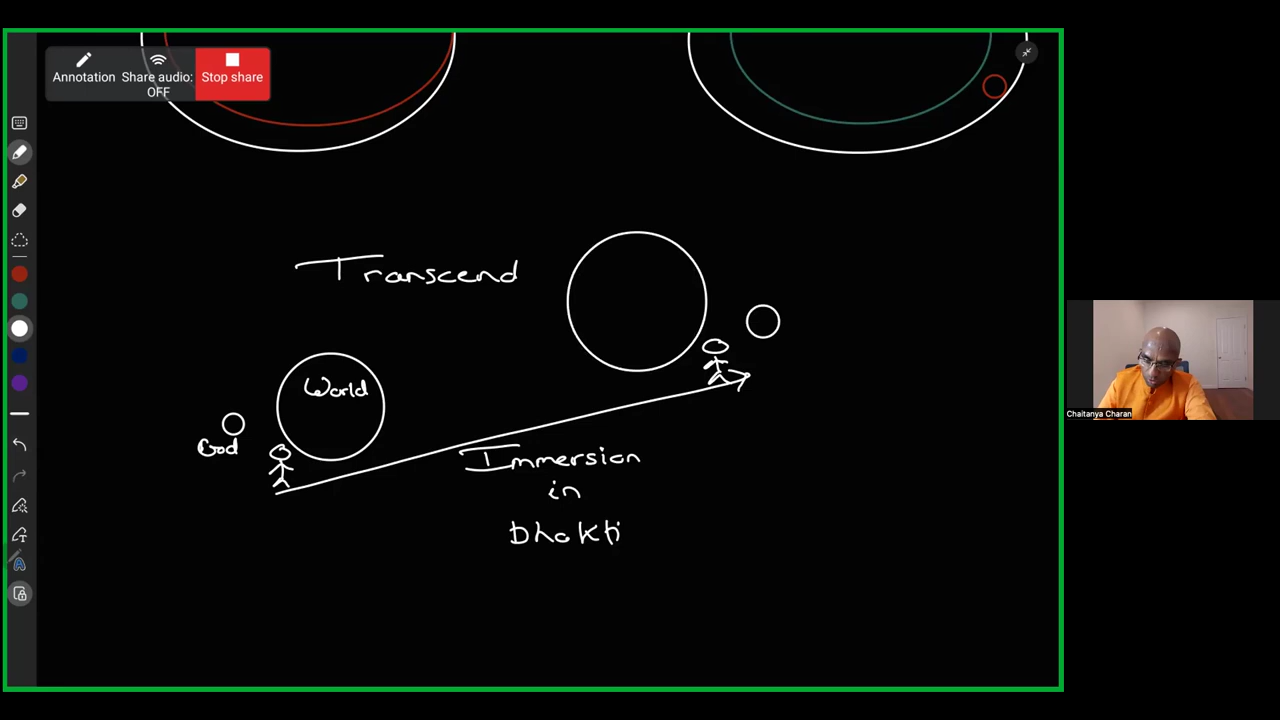 Annotation
Share audio:
OFF
Stop share
Transcend
World
God
Immersion
in
Bhakti
Chaitanya Charan